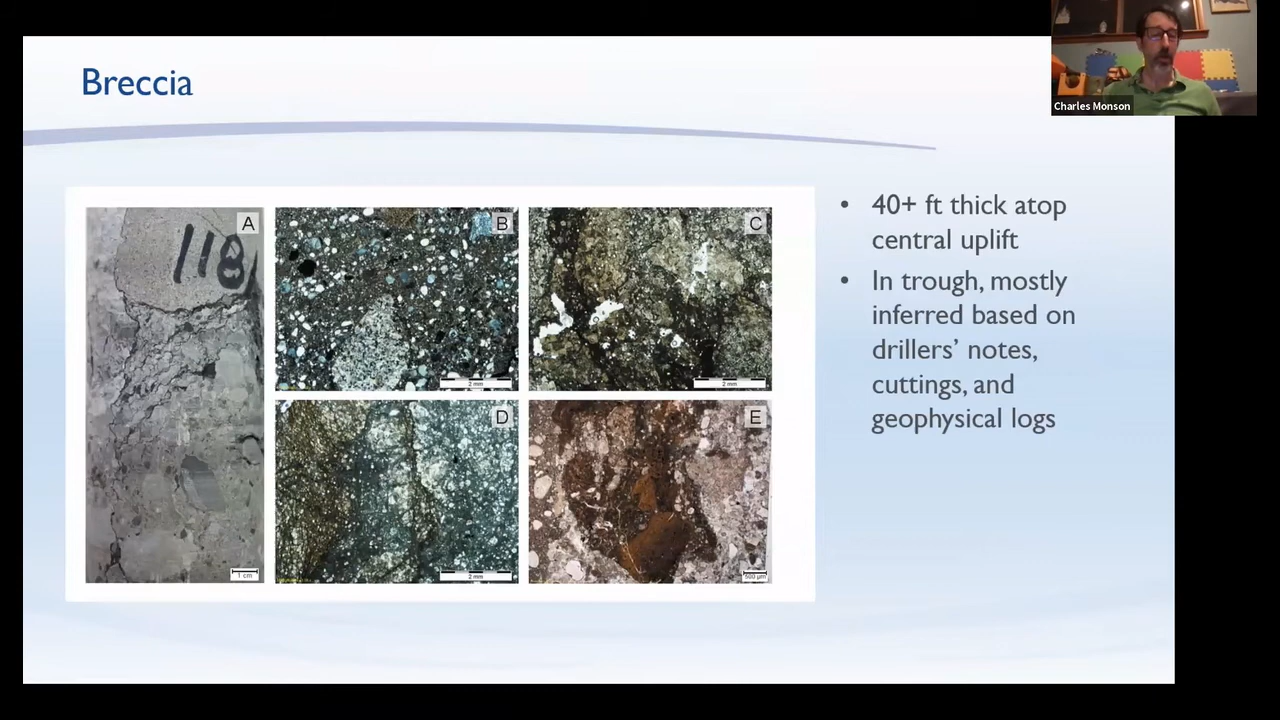 Breccia
Charles Monson
A
118
1 cm
B
2 mm
C
2 mm
D
2 mm
E
500 µm
• 40+ ft thick atop
central uplift
• In trough, mostly
inferred based on
drillers’ notes,
cuttings, and
geophysical logs